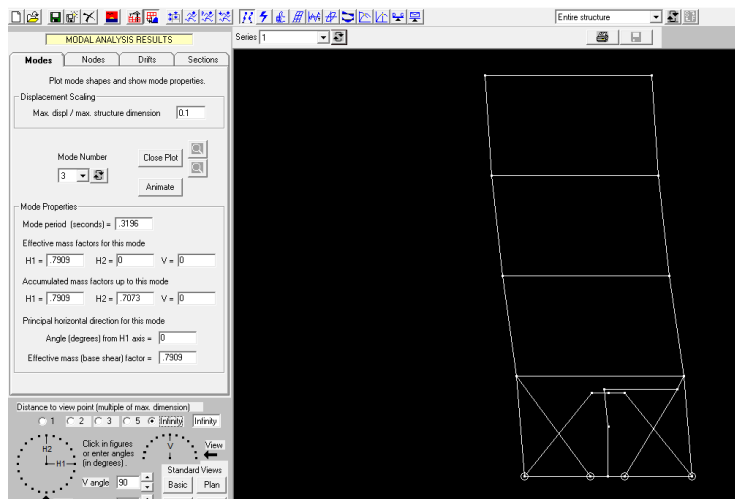 Entire structure
MODAL ANALYSIS RESULTS
Series 1
Modes Nodes Drifts Sections
Plot mode shapes and show mode properties.
Displacement Scaling
Max. displ / max. structure dimension 0.1
Mode Number
Close Plot
3
Animate
Mode Properties
Mode period (seconds) = .3196
Effective mass factors for this mode
H1 = .7909 H2 = 0 V = 0
Accumulated mass factors up to this mode
H1 = .7909 H2 = .7073 V = 0
Principal horizontal direction for this mode
Angle (degrees) from H1 axis = 0
Effective mass (base shear) factor = .7909
Distance to view point (multiple of max. dimension)
1 2 3 5 Infinity Infinity
Click in figures
or enter angles
(in degrees).
H2
H1
V
View
Standard Views
V angle 90
Basic Plan